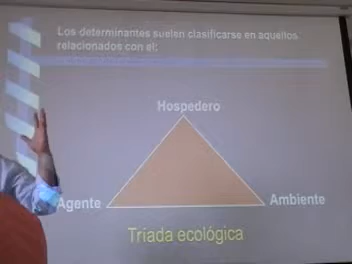 Los determinantes suelen clasificarse en aquellos
relacionados con el:
Hospedero
Agente
Ambiente
Tríada ecológica